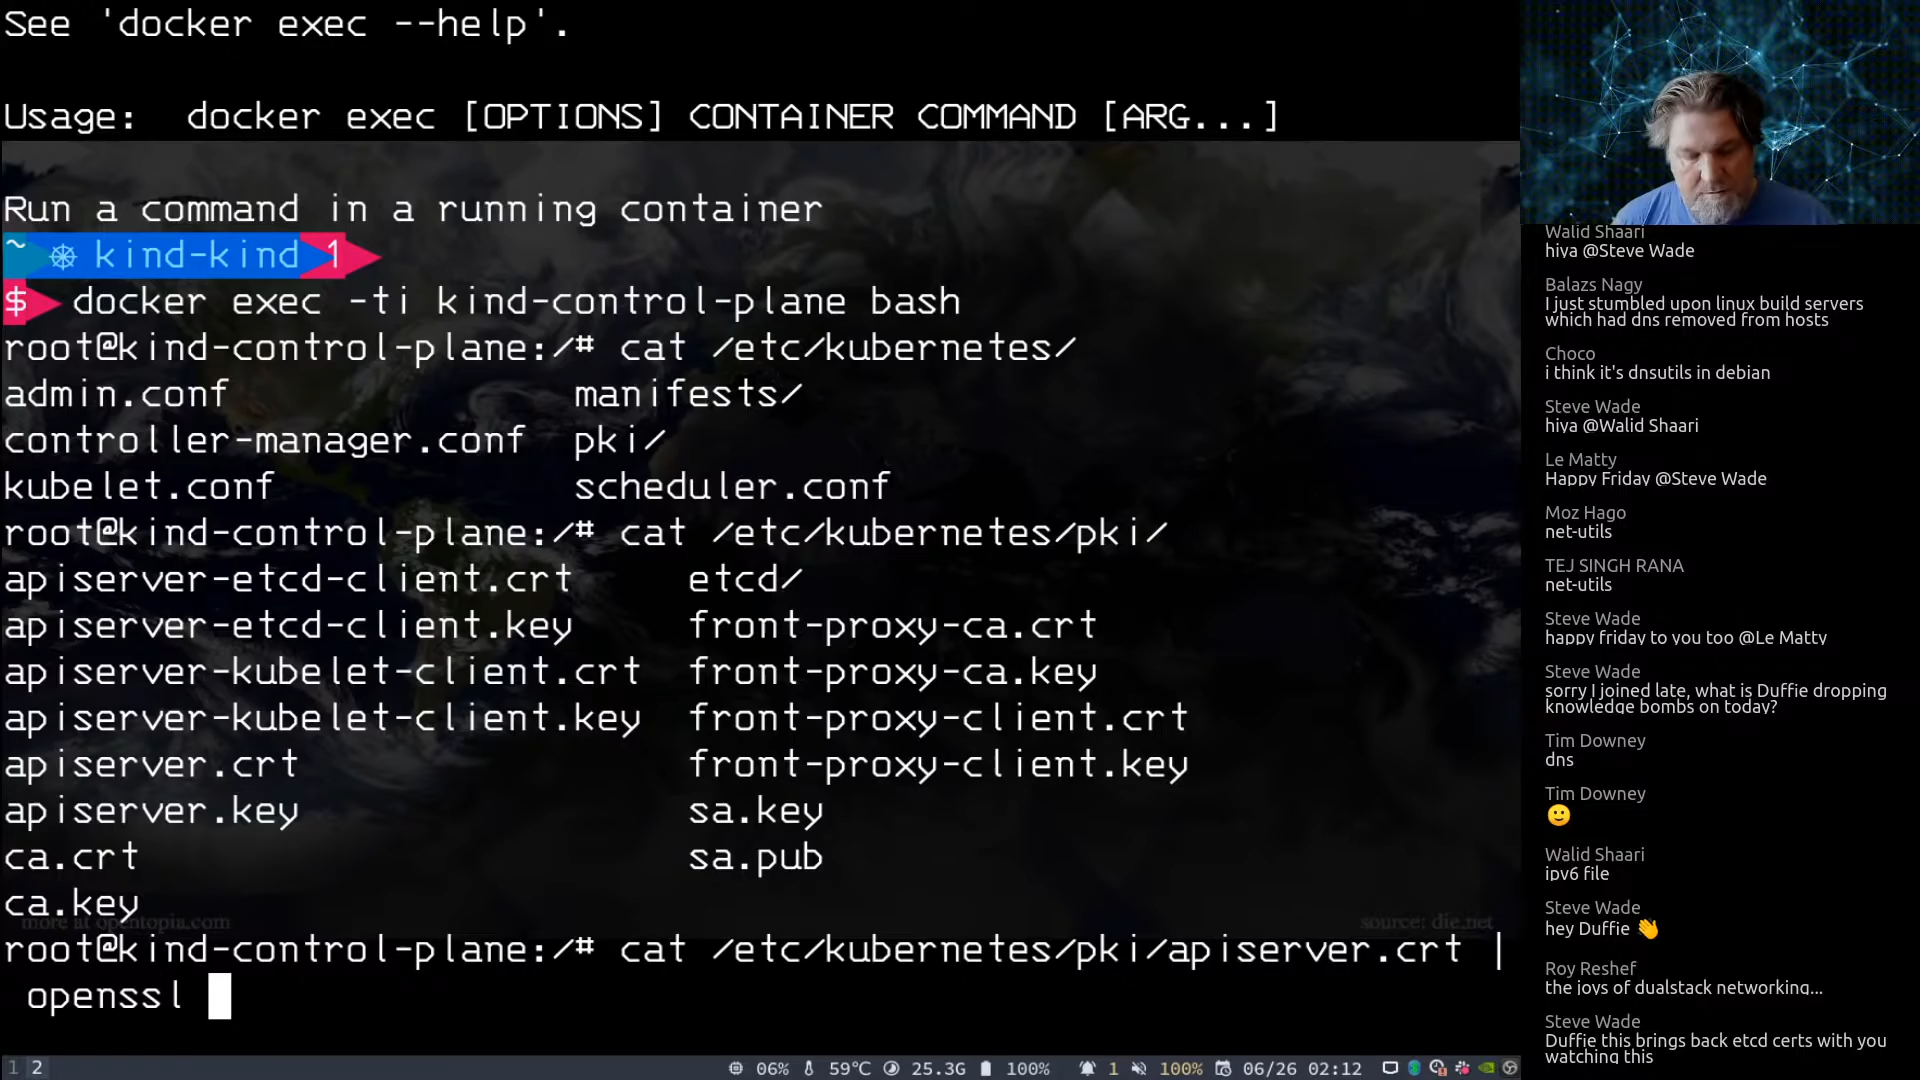 See 'docker exec --help'.
Usage:  docker exec [OPTIONS] CONTAINER COMMAND [ARG...]
Run a command in a running container
~ ☸ kind-kind 1
$ docker exec -ti kind-control-plane bash
root@kind-control-plane:/# cat /etc/kubernetes/
admin.conf               manifests/
controller-manager.conf  pki/
kubelet.conf             scheduler.conf
root@kind-control-plane:/# cat /etc/kubernetes/pki/
apiserver-etcd-client.crt     etcd/
apiserver-etcd-client.key     front-proxy-ca.crt
apiserver-kubelet-client.crt  front-proxy-ca.key
apiserver-kubelet-client.key  front-proxy-client.crt
apiserver.crt                 front-proxy-client.key
apiserver.key                 sa.key
ca.crt                        sa.pub
ca.key
more at opentopia.com
source: die.net
root@kind-control-plane:/# cat /etc/kubernetes/pki/apiserver.crt |
openssl
1 2
06% 59℃ 25.3G 100% 1 100% 06/26 02:12
Walid Shaari
hiya @Steve Wade
Balazs Nagy
I just stumbled upon linux build servers
which had dns removed from hosts
Choco
i think it's dnsutils in debian
Steve Wade
hiya @Walid Shaari
Le Matty
Happy Friday @Steve Wade
Moz Hago
net-utils
TEJ SINGH RANA
net-utils
Steve Wade
happy friday to you too @Le Matty
Steve Wade
sorry I joined late, what is Duffie dropping
knowledge bombs on today?
Tim Downey
dns
Tim Downey
🙂
Walid Shaari
ipv6 file
Steve Wade
hey Duffie 👋
Roy Reshef
the joys of dualstack networking...
Steve Wade
Duffie this brings back etcd certs with you
watching this